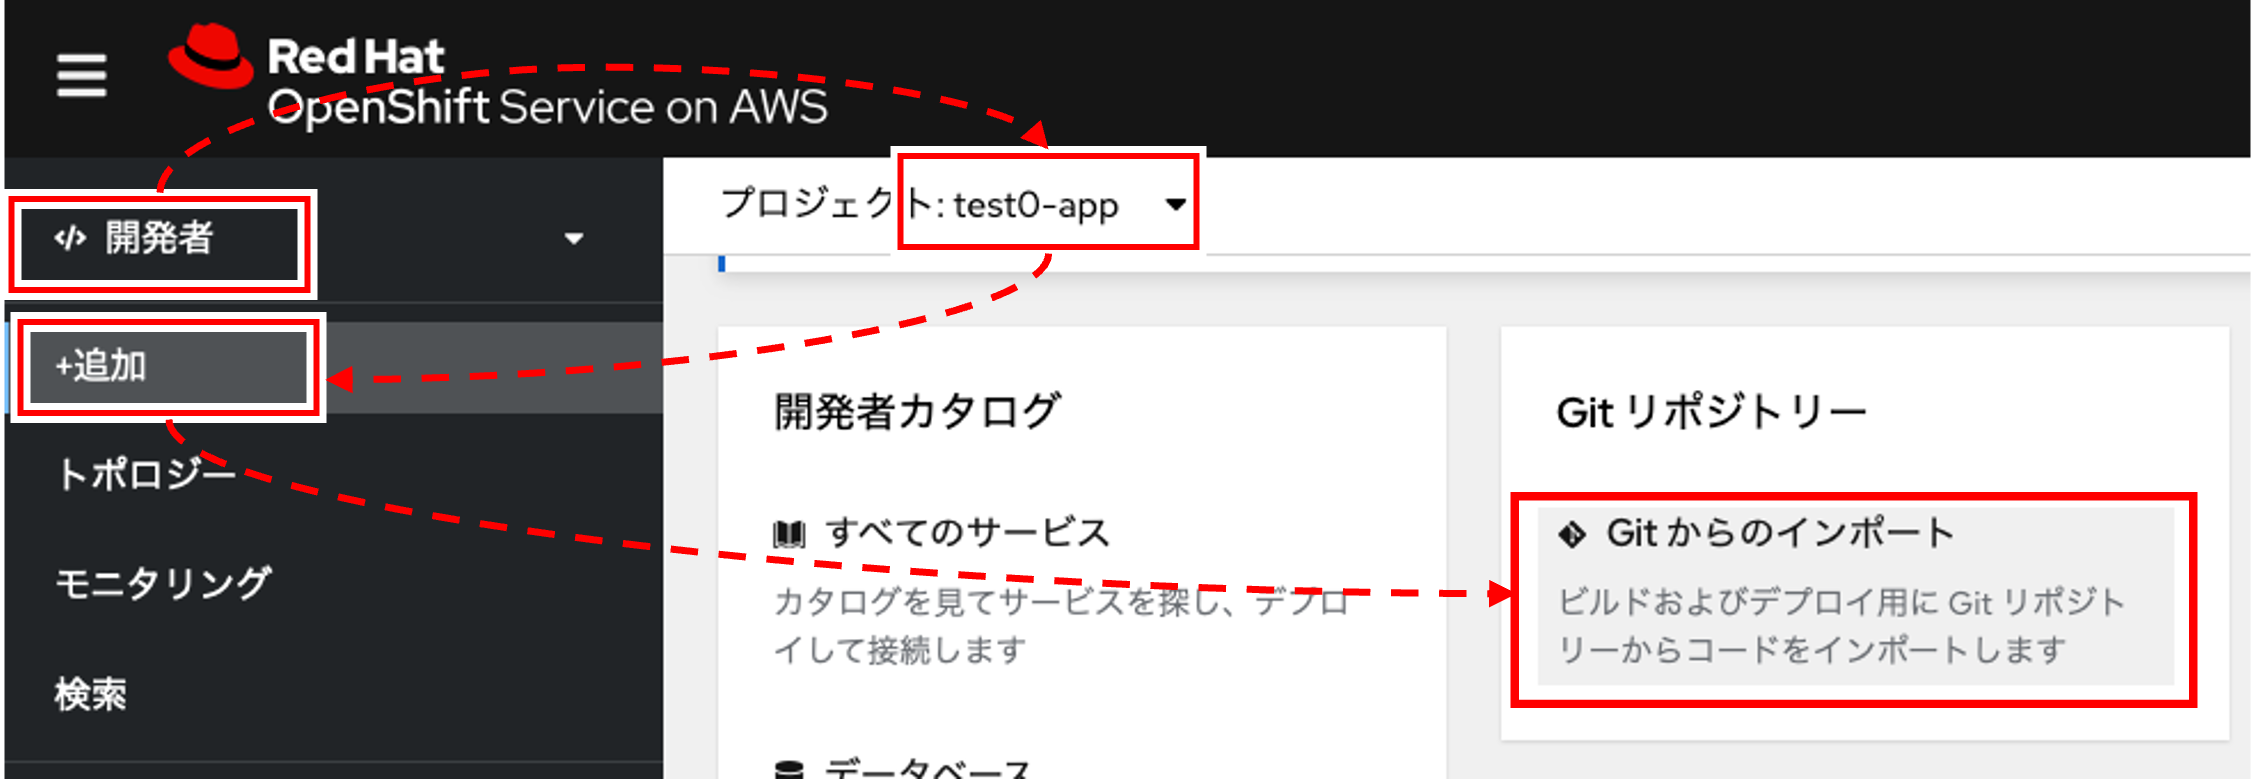 Red Hat
OpenShift Service on AWS
開発者
プロジェクト: test0-app
+追加
トポロジー
モニタリング
検索
開発者カタログ
すべてのサービス
カタログを見てサービスを探し、デプロ
イして接続します
データベース
Git リポジトリー
Git からのインポート
ビルドおよびデプロイ用に Git リポジト
リーからコードをインポートします